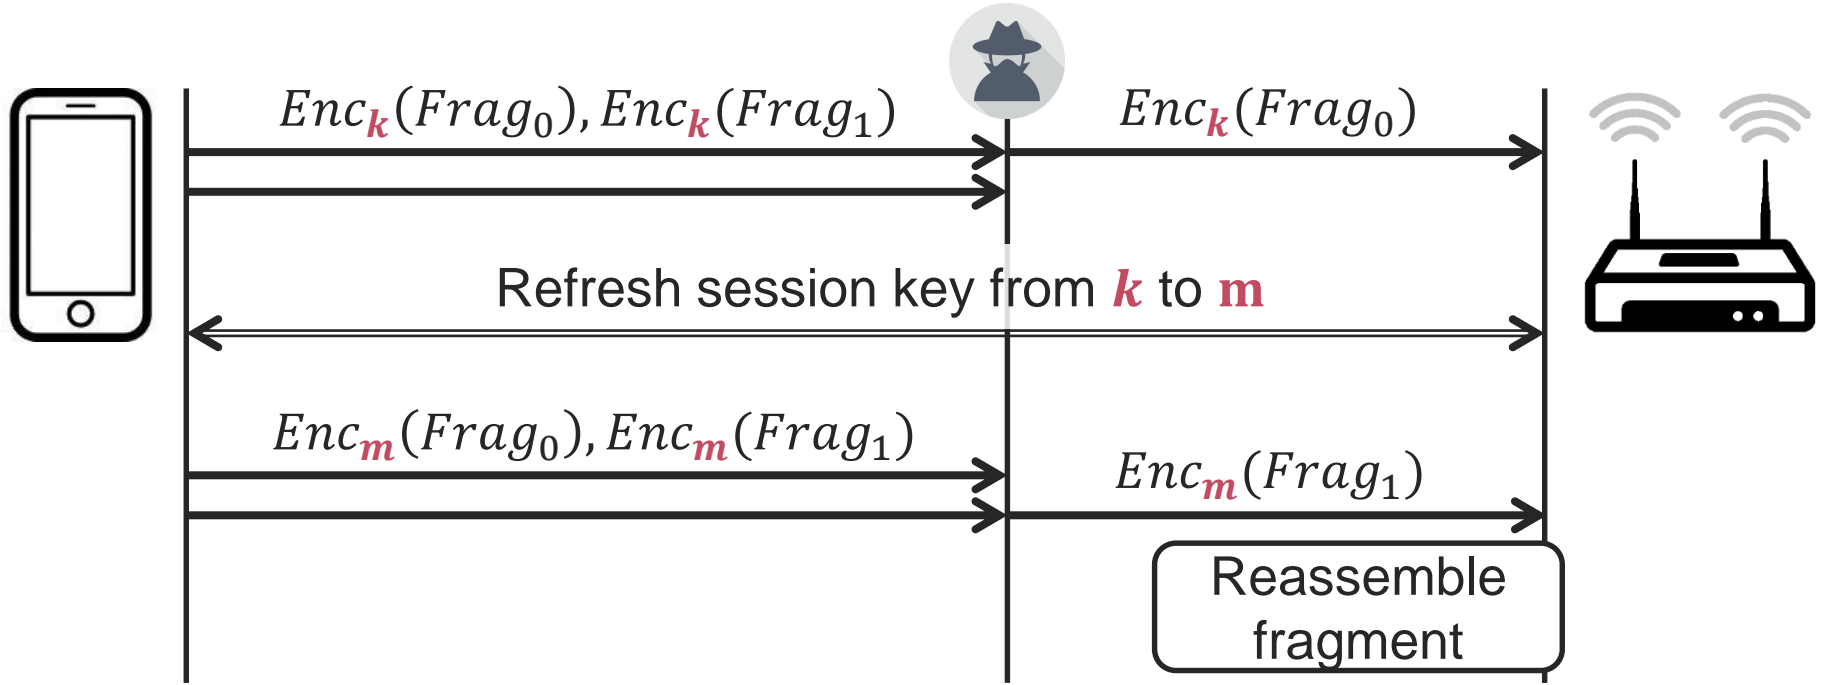 Enc_k(Frag_0), Enc_k(Frag_1)
Enc_k(Frag_0)
Refresh session key from k to m
Enc_m(Frag_0), Enc_m(Frag_1)
Enc_m(Frag_1)
Reassemble
fragment